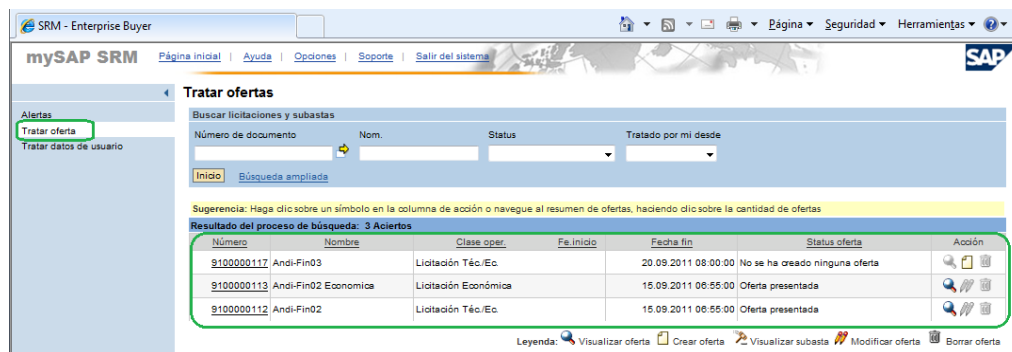 SRM - Enterprise Buyer
Página Seguridad Herramientas
mySAP SRM Página inicial | Ayuda | Opciones | Soporte | Salir del sistema SAP
Tratar ofertas
Alertas
Tratar oferta
Tratar datos de usuario
Buscar licitaciones y subastas
Número de documento Nom. Status Tratado por mi desde
Inicio Búsqueda ampliada
Sugerencia: Haga clic sobre un símbolo en la columna de acción o navegue al resumen de ofertas, haciendo clic sobre la cantidad de ofertas
Resultado del proceso de búsqueda: 3 Aciertos
Número Nombre Clase oper. Fe.inicio Fecha fin Status oferta Acción
9100000117 Andi-Fin03 Licitación Téc./Ec. 20.09.2011 08:00:00 No se ha creado ninguna oferta
9100000113 Andi-Fin02 Economica Licitación Económica 15.09.2011 06:55:00 Oferta presentada
9100000112 Andi-Fin02 Licitación Téc./Ec. 15.09.2011 06:55:00 Oferta presentada
Leyenda: Visualizar oferta Crear oferta Visualizar subasta Modificar oferta Borrar oferta